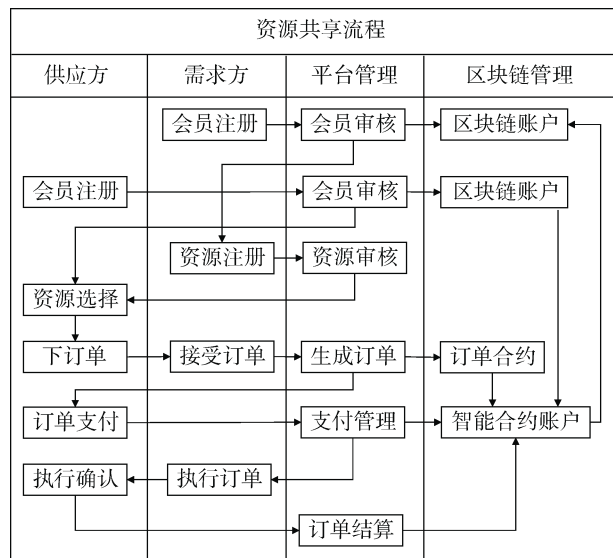 资源共享流程
供应方 需求方 平台管理 区块链管理
会员注册 会员审核 区块链账户
会员注册 会员审核 区块链账户
资源注册 资源审核
资源选择
下订单 接受订单 生成订单 订单合约
订单支付 支付管理 智能合约账户
执行确认 执行订单
订单结算